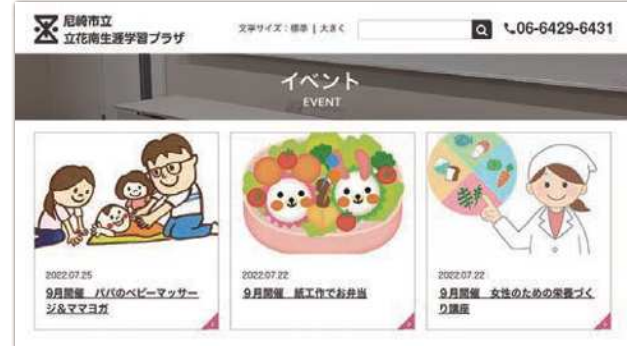 尼崎市立
立花南生涯学習プラザ
文字サイズ：標準 | 大きく
06-6429-6431
イベント
EVENT
2022.07.25
9月開催　パパのベビーマッサー
ジ&ママヨガ
2022.07.22
9月開催　紙工作でお弁当
2022.07.22
9月開催　女性のための栄養づく
り講座